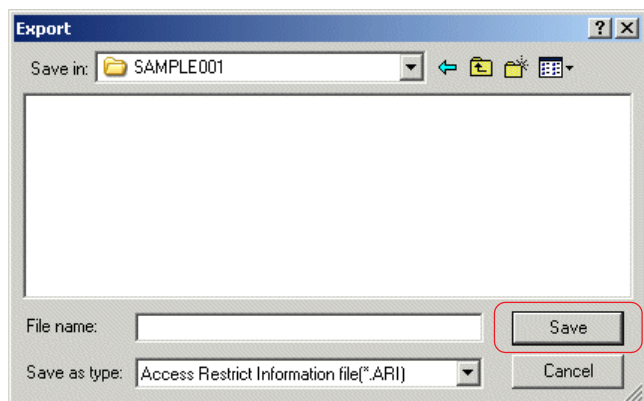 Export
Save in: SAMPLE001
File name: Save
Save as type: Access Restrict Information file(*.ARI) Cancel